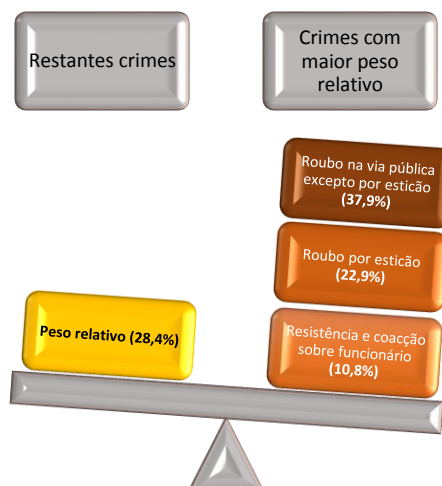 Restantes crimes
Crimes com
maior peso
relativo
Roubo na via pública
excepto por esticão
(37,9%)
Roubo por esticão
(22,9%)
Peso relativo (28,4%)
Resistência e coacção
sobre funcionário
(10,8%)